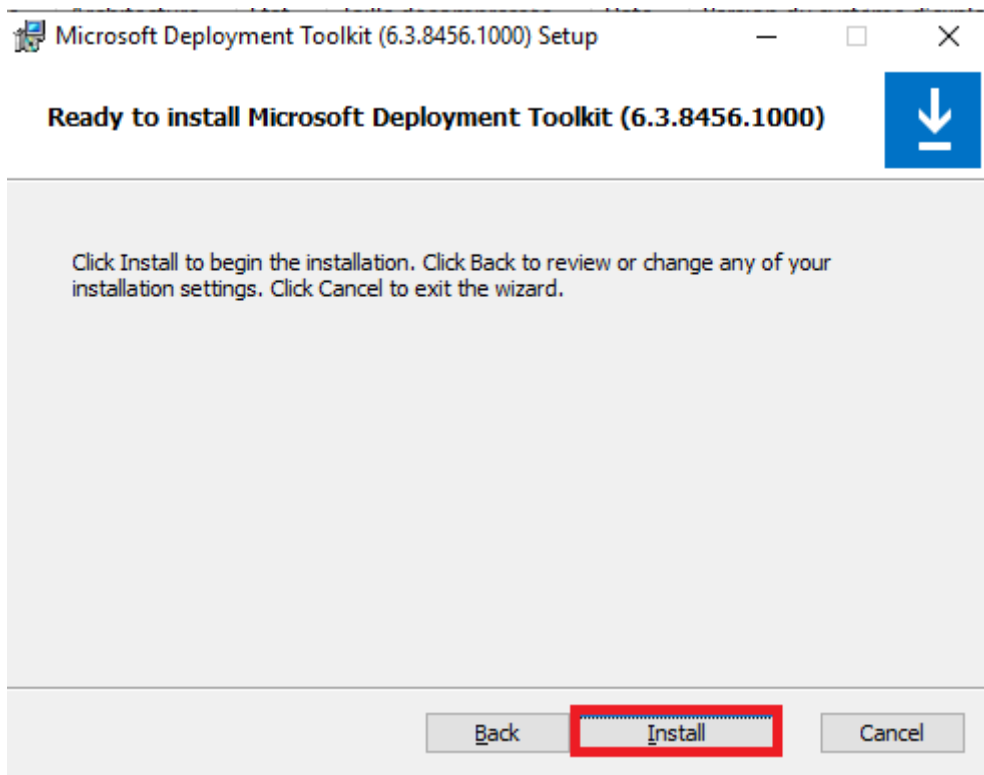 Microsoft Deployment Toolkit (6.3.8456.1000) Setup
Ready to install Microsoft Deployment Toolkit (6.3.8456.1000)
Click Install to begin the installation. Click Back to review or change any of your
installation settings. Click Cancel to exit the wizard.
Back
Install
Cancel